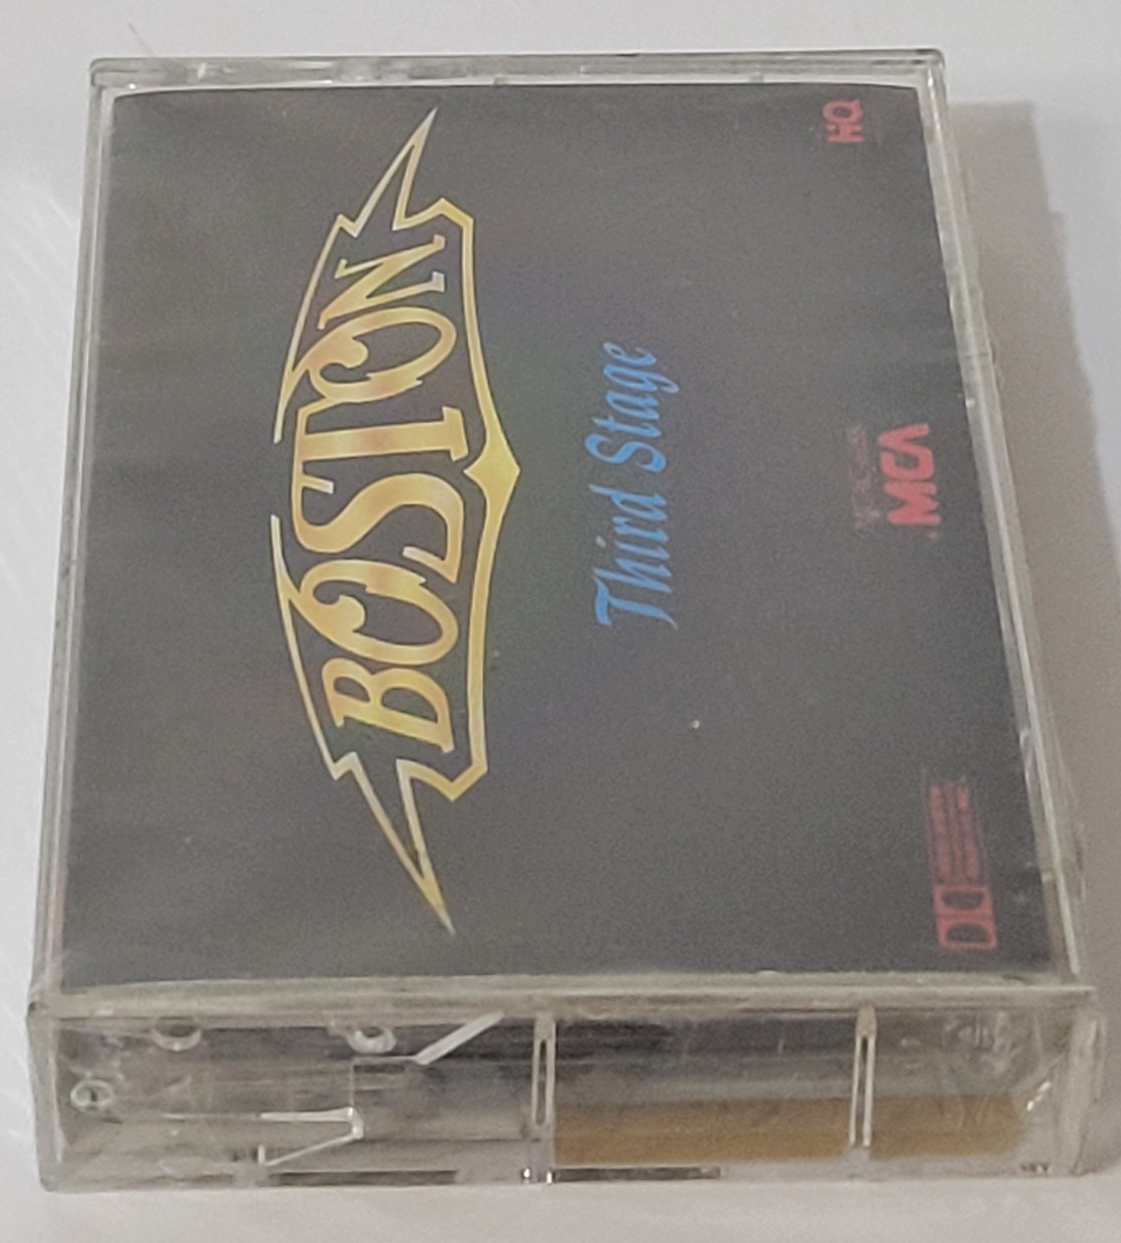 BOSTON
Third Stage
HQ
MCA